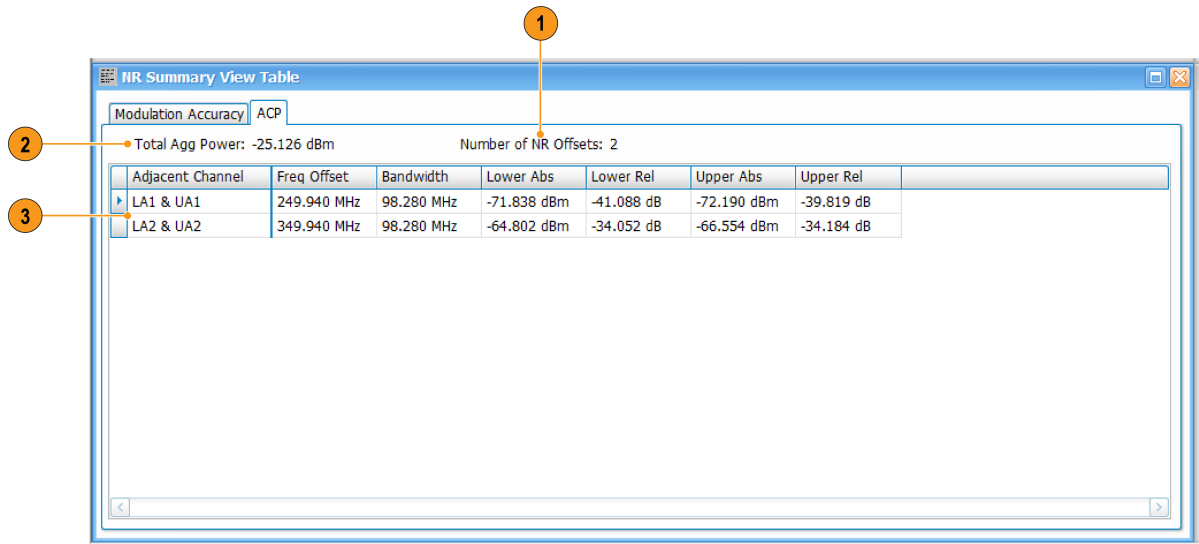 1
NR Summary View Table
Modulation Accuracy ACP
2 Total Agg Power: -25.126 dBm Number of NR Offsets: 2
Adjacent Channel Freq Offset Bandwidth Lower Abs Lower Rel Upper Abs Upper Rel
LA1 & UA1 249.940 MHz 98.280 MHz -71.838 dBm -41.088 dB -72.190 dBm -39.819 dB
3
LA2 & UA2 349.940 MHz 98.280 MHz -64.802 dBm -34.052 dB -66.554 dBm -34.184 dB